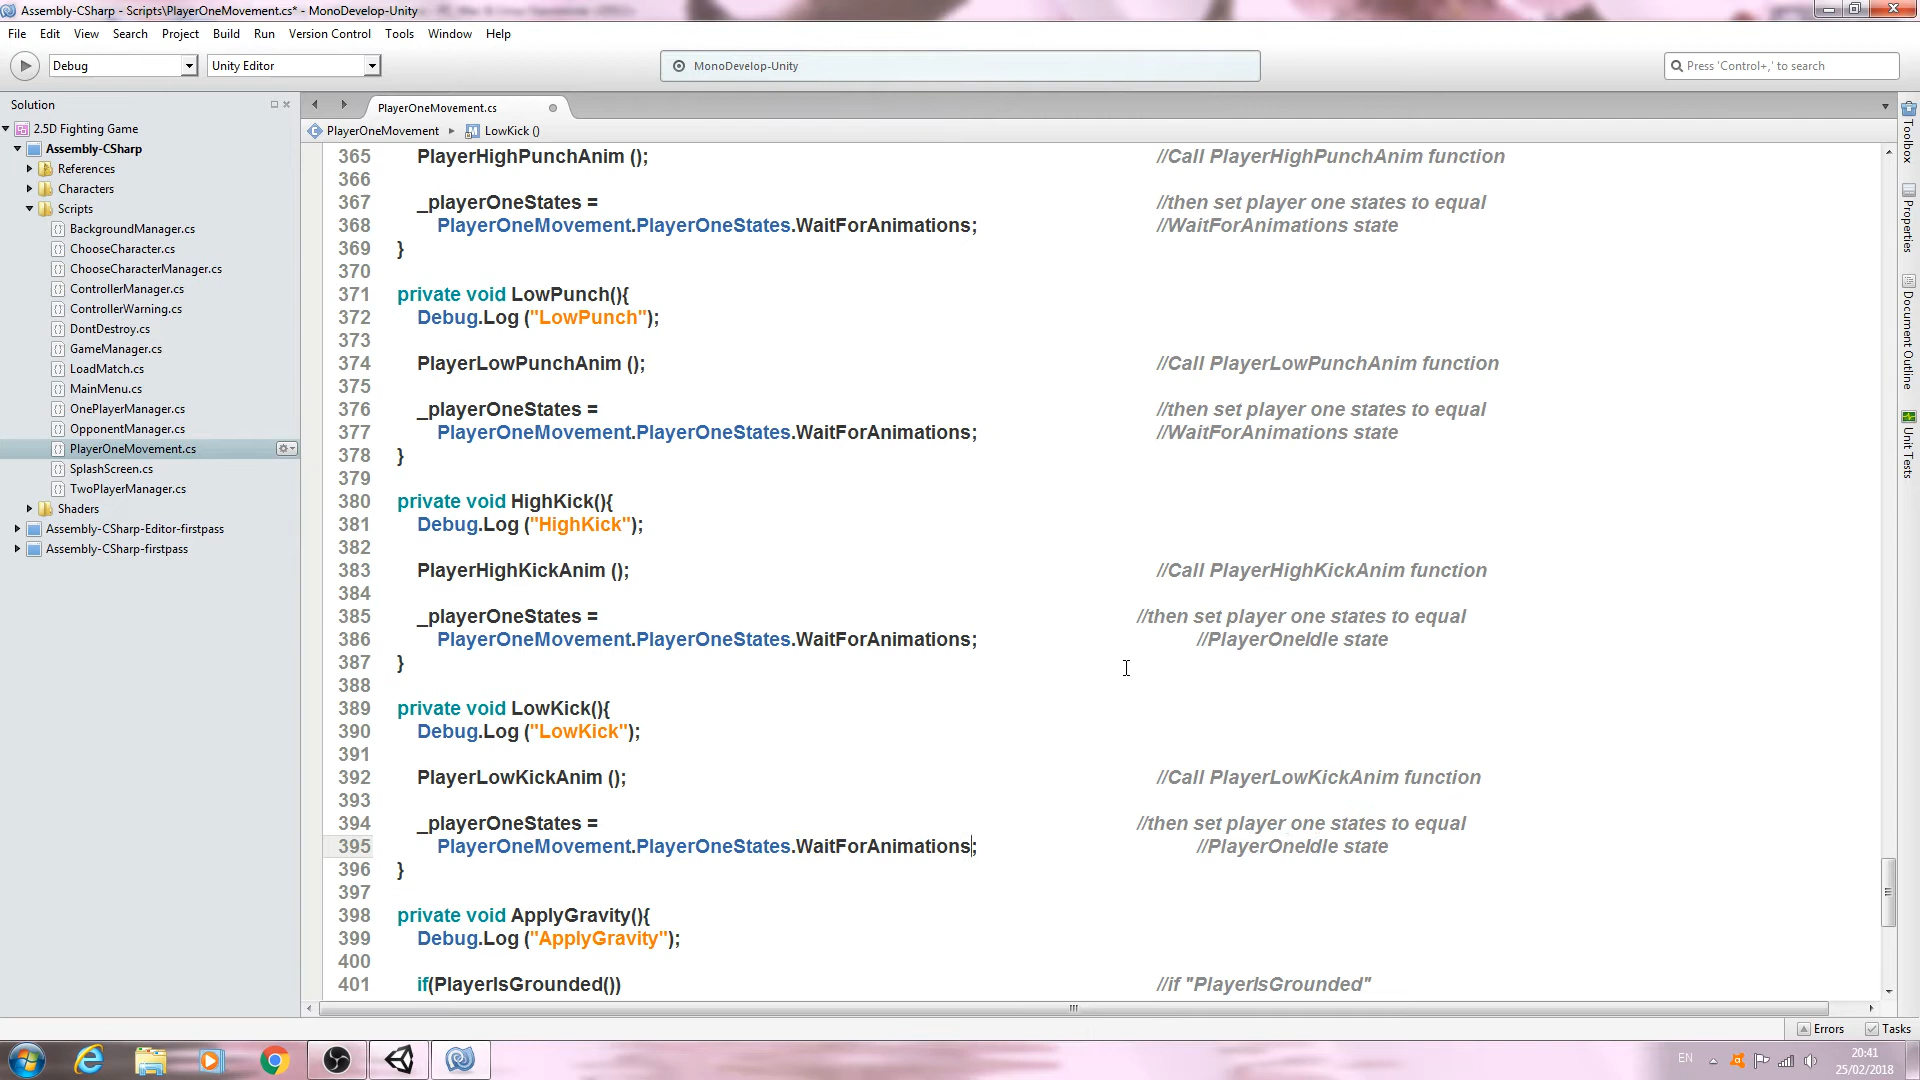 Assembly-CSharp - Scripts\PlayerOneMovement.cs* - MonoDevelop-Unity
File Edit View Search Project Build Run Version Control Tools Window Help
Debug Unity Editor MonoDevelop-Unity Press 'Control+,' to search
Solution
2.5D Fighting Game
Assembly-CSharp
References
Characters
Scripts
BackgroundManager.cs
ChooseCharacter.cs
ChooseCharacterManager.cs
ControllerManager.cs
ControllerWarning.cs
DontDestroy.cs
GameManager.cs
LoadMatch.cs
MainMenu.cs
OnePlayerManager.cs
OpponentManager.cs
PlayerOneMovement.cs
SplashScreen.cs
TwoPlayerManager.cs
Shaders
Assembly-CSharp-Editor-firstpass
Assembly-CSharp-firstpass
PlayerOneMovement.cs
PlayerOneMovement LowKick ()
365 PlayerHighPunchAnim (); //Call PlayerHighPunchAnim function
366
367 _playerOneStates = //then set player one states to equal
368 PlayerOneMovement.PlayerOneStates.WaitForAnimations; //WaitForAnimations state
369 }
370
371 private void LowPunch(){
372 Debug.Log ("LowPunch");
373
374 PlayerLowPunchAnim (); //Call PlayerLowPunchAnim function
375
376 _playerOneStates = //then set player one states to equal
377 PlayerOneMovement.PlayerOneStates.WaitForAnimations; //WaitForAnimations state
378 }
379
380 private void HighKick(){
381 Debug.Log ("HighKick");
382
383 PlayerHighKickAnim (); //Call PlayerHighKickAnim function
384
385 _playerOneStates = //then set player one states to equal
386 PlayerOneMovement.PlayerOneStates.WaitForAnimations; //PlayerOneIdle state
387 }
388
389 private void LowKick(){
390 Debug.Log ("LowKick");
391
392 PlayerLowKickAnim (); //Call PlayerLowKickAnim function
393
394 _playerOneStates = //then set player one states to equal
395 PlayerOneMovement.PlayerOneStates.WaitForAnimations; //PlayerOneIdle state
396 }
397
398 private void ApplyGravity(){
399 Debug.Log ("ApplyGravity");
400
401 if(PlayerIsGrounded()) //if "PlayerIsGrounded"
Toolbox
Properties
Document Outline
Unit Tests
Errors Tasks
EN
20:41
25/02/2018